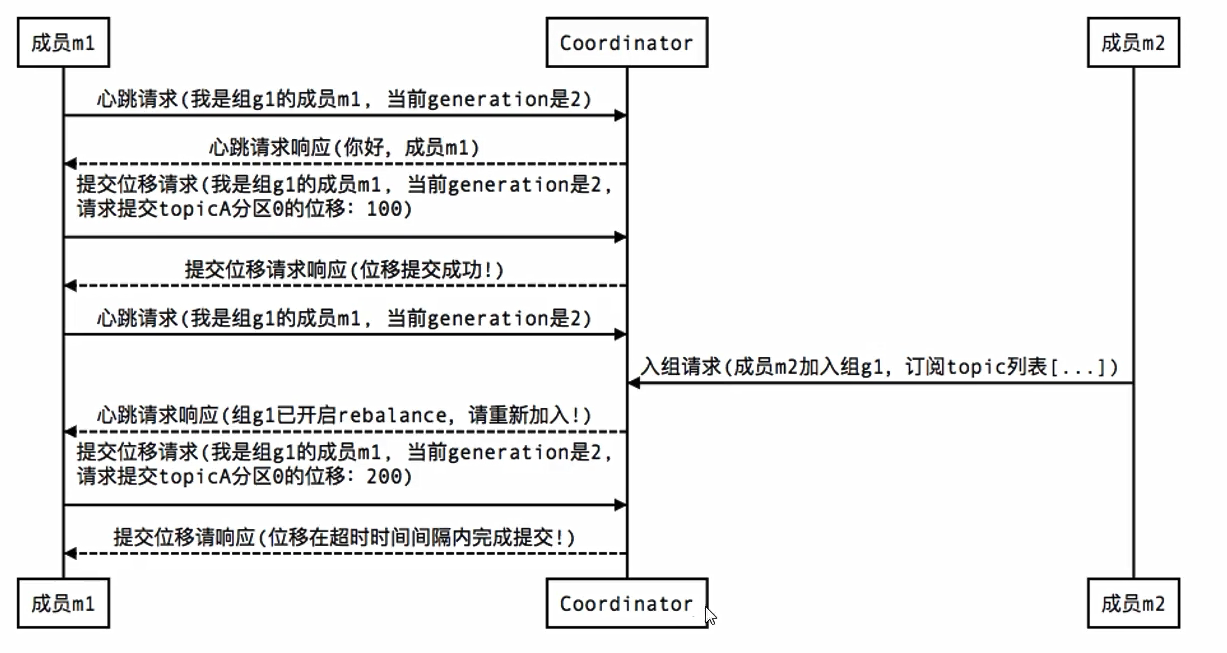 成员m1
Coordinator
成员m2
心跳请求(我是组g1的成员m1, 当前generation是2)
心跳请求响应(你好, 成员m1)
提交位移请求(我是组g1的成员m1, 当前generation是2,
请求提交topicA分区0的位移: 100)
提交位移请求响应(位移提交成功!)
心跳请求(我是组g1的成员m1, 当前generation是2)
入组请求(成员m2加入组g1, 订阅topic列表[...])
心跳请求响应(组g1已开启rebalance, 请重新加入!)
提交位移请求(我是组g1的成员m1, 当前generation是2,
请求提交topicA分区0的位移: 200)
提交位移请响应(位移在超时时间间隔内完成提交!)
成员m1
Coordinator
成员m2